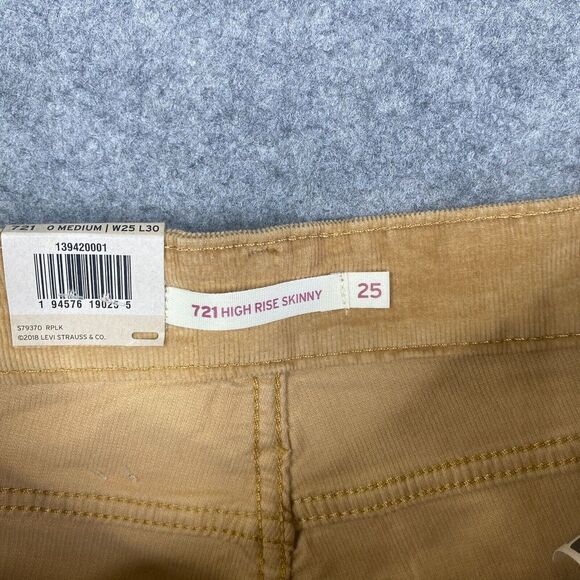 721 0 MEDIUM | W25 L30
139420001
1 94576 19025 5
S79370 RPLK
©2018 LEVI STRAUSS & CO.
721 HIGH RISE SKINNY
25